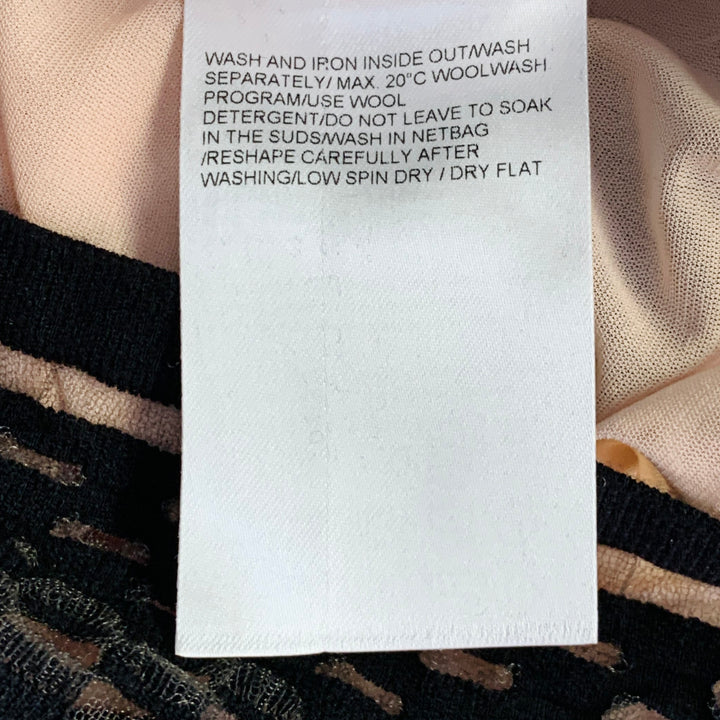 WASH AND IRON INSIDE OUT/WASH
SEPARATELY/ MAX. 20°C WOOLWASH
PROGRAM/USE WOOL
DETERGENT/DO NOT LEAVE TO SOAK
IN THE SUDS/WASH IN NETBAG
/RESHAPE CAREFULLY AFTER
WASHING/LOW SPIN DRY / DRY FLAT